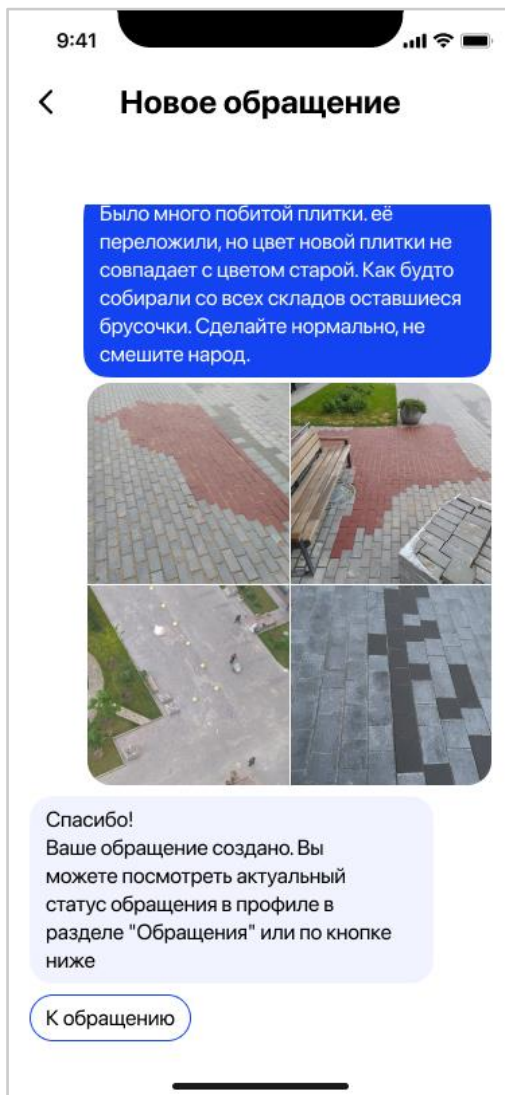 9:41
Новое обращение
Было много побитой плитки. её
переложили, но цвет новой плитки не
совпадает с цветом старой. Как будто
собирали со всех складов оставшиеся
брусочки. Сделайте нормально, не
смешите народ.
Спасибо!
Ваше обращение создано. Вы
можете посмотреть актуальный
статус обращения в профиле в
разделе "Обращения" или по кнопке
ниже
К обращению